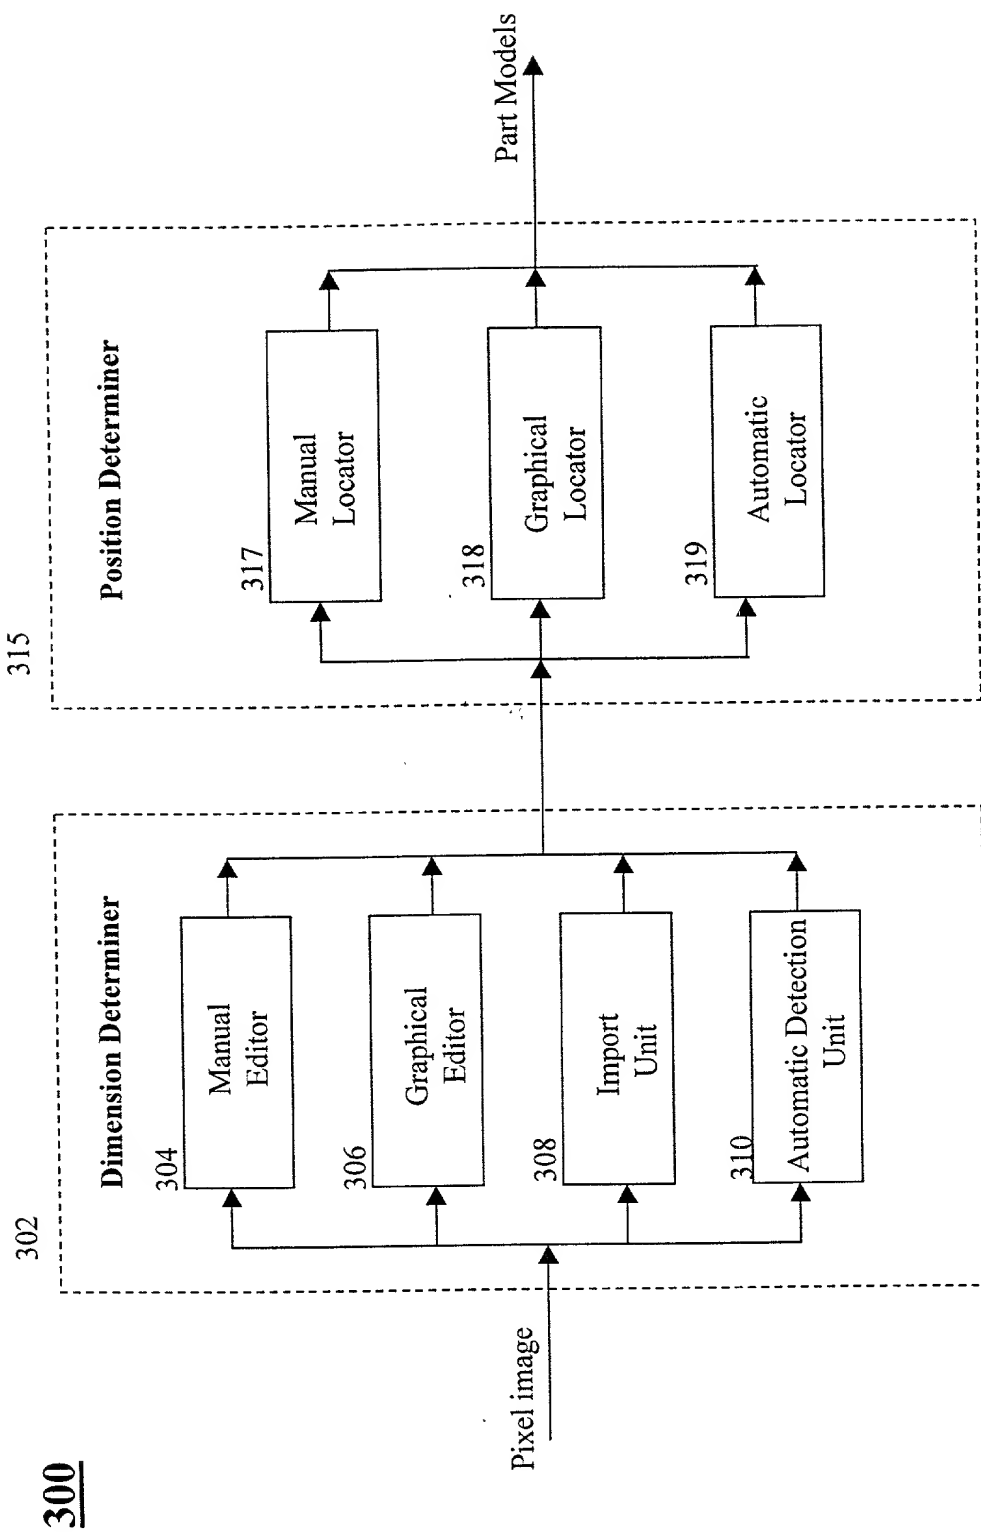 300
Pixel image
302
Dimension Determiner
304
Manual
Editor
306
Graphical
Editor
308
Import
Unit
310
Automatic Detection
Unit
315
Position Determiner
317
Manual
Locator
318
Graphical
Locator
319
Automatic
Locator
Part Models